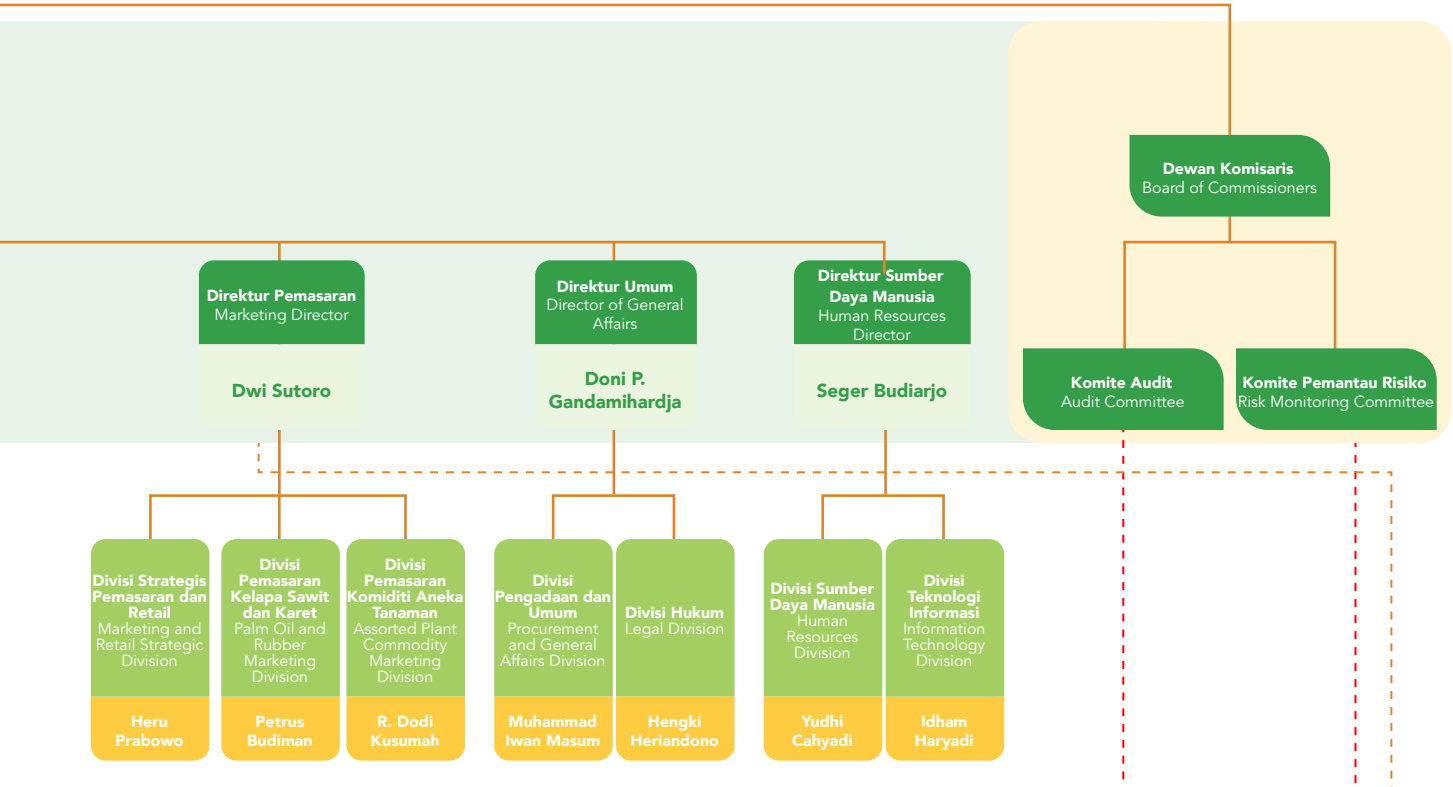 Dewan Komisaris
Board of Commissioners
Direktur Pemasaran
Marketing Director
Dwi Sutoro
Direktur Umum
Director of General
Affairs
Doni P.
Gandamihardja
Direktur Sumber
Daya Manusia
Human Resources
Director
Seger Budiarjo
Komite Audit
Audit Committee
Komite Pemantau Risiko
Risk Monitoring Committee
Divisi Strategis
Pemasaran dan
Retail
Marketing and
Retail Strategic
Division
Heru
Prabowo
Divisi
Pemasaran
Kelapa Sawit
dan Karet
Palm Oil and
Rubber
Marketing
Division
Petrus
Budiman
Divisi
Pemasaran
Komiditi Aneka
Tanaman
Assorted Plant
Commodity
Marketing
Division
R. Dodi
Kusumah
Divisi
Pengadaan dan
Umum
Procurement
and General
Affairs Division
Muhammad
Iwan Masum
Divisi Hukum
Legal Division
Hengki
Heriandono
Divisi Sumber
Daya Manusia
Human
Resources
Division
Yudhi
Cahyadi
Divisi
Teknologi
Informasi
Information
Technology
Division
Idham
Haryadi